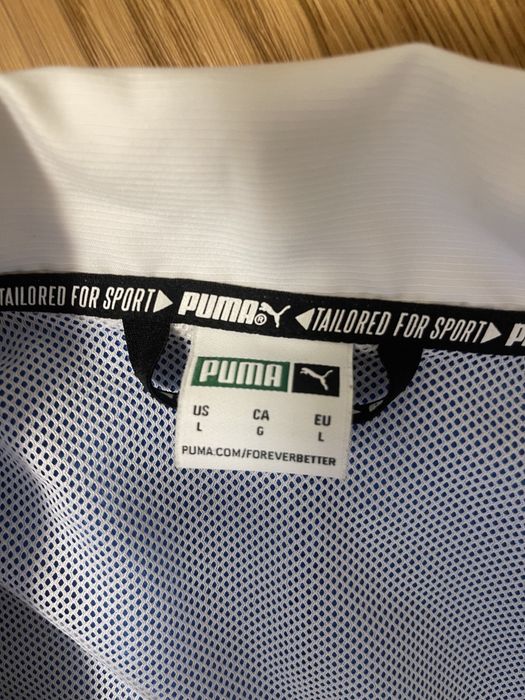 TAILORED FOR SPORT PUMA® TAILORED FOR SPORT P
PUMA
US CA EU
L G L
PUMA.COM/FOREVERBETTER